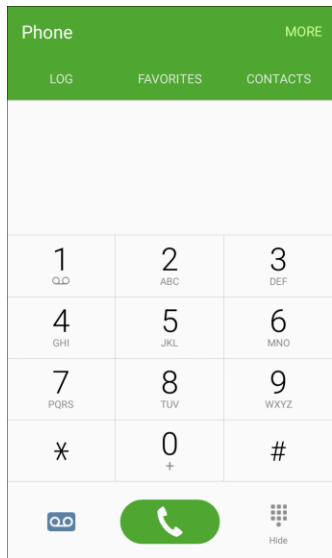 Phone MORE
LOG FAVORITES CONTACTS
1 2 3
ABC DEF
4 5 6
GHI JKL MNO
7 8 9
PQRS TUV WXYZ
* 0 #
+
Hide